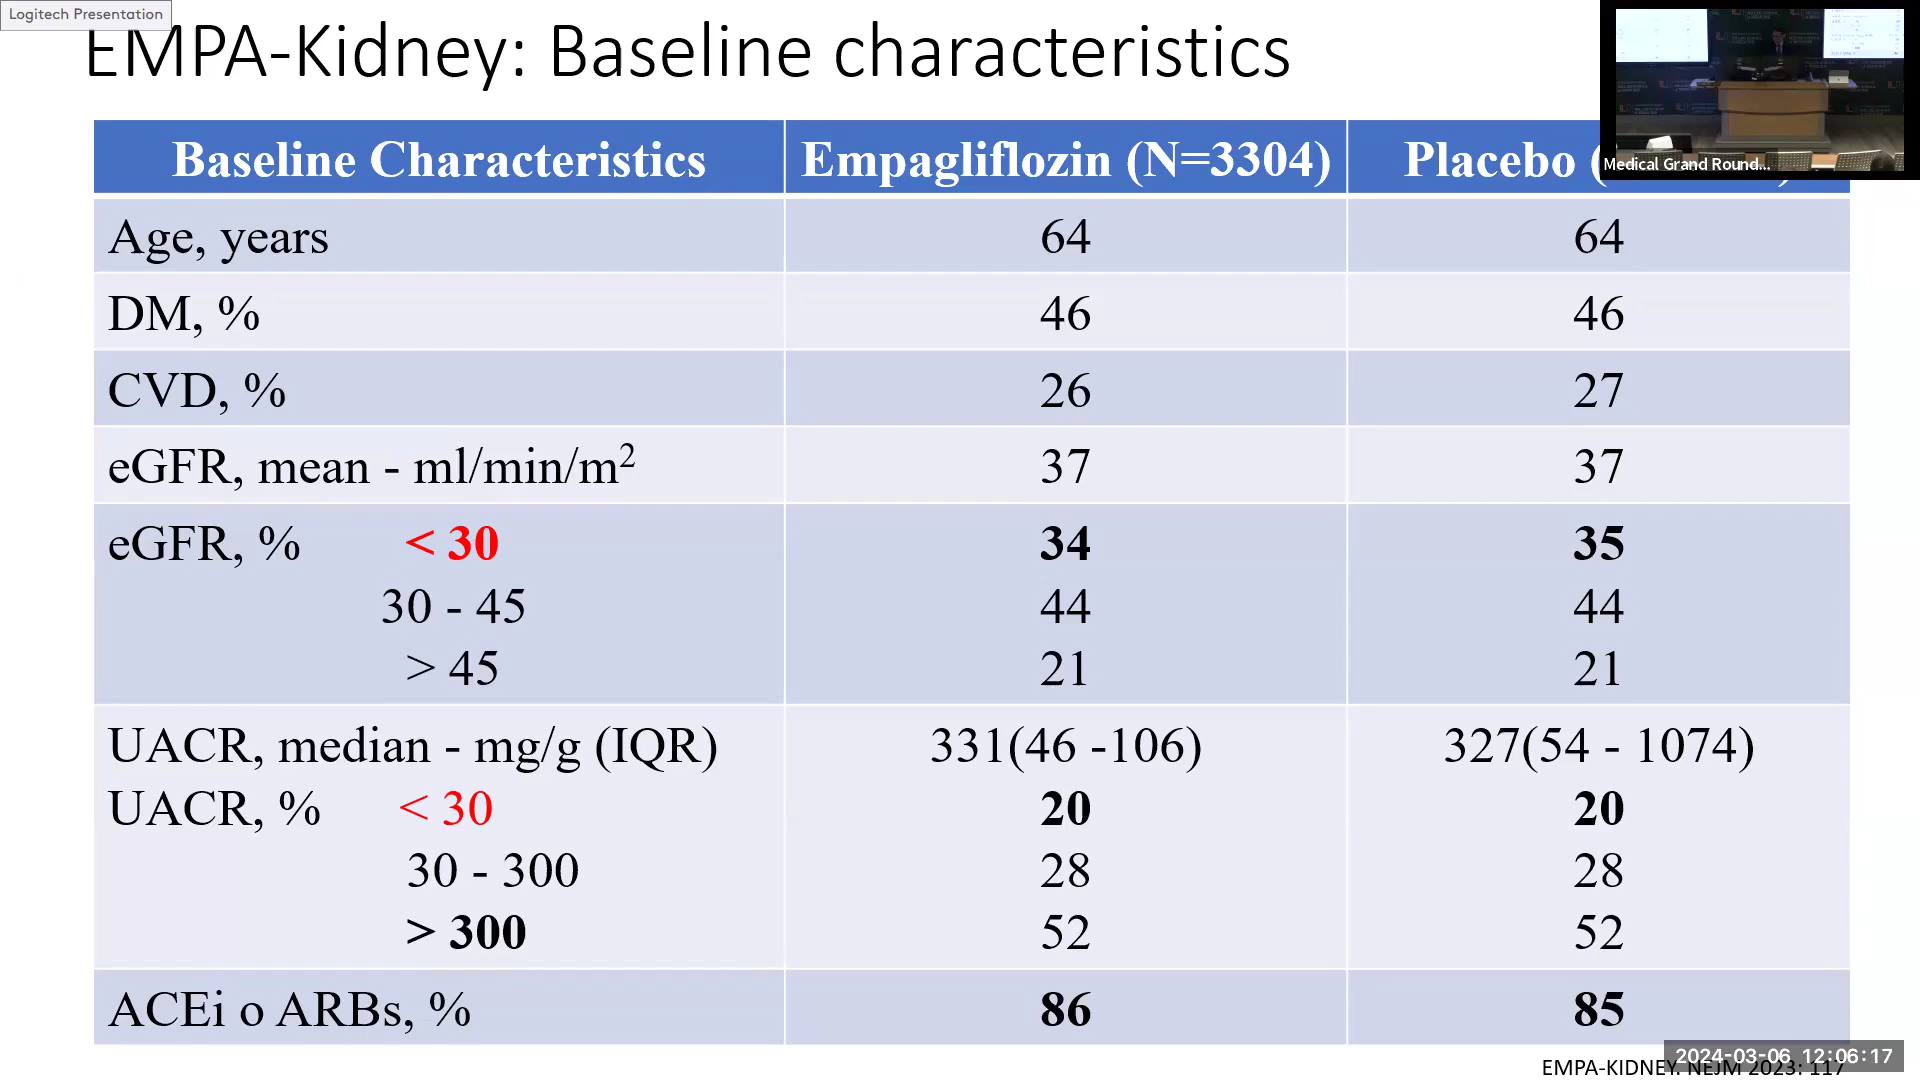 Logitech Presentation
EMPA-Kidney: Baseline characteristics
Medical Grand Round...
Baseline Characteristics Empagliflozin (N=3304) Placebo (
Age, years 64 64
DM, % 46 46
CVD, % 26 27
eGFR, mean - ml/min/m² 37 37
eGFR, % < 30 34 35
30 - 45 44 44
> 45 21 21
UACR, median - mg/g (IQR) 331(46 -106) 327(54 - 1074)
UACR, % < 30 20 20
30 - 300 28 28
> 300 52 52
ACEi o ARBs, % 86 85
2024-03-06 12:06:17
EMPA-KIDNEY. NEJM 2023: 117